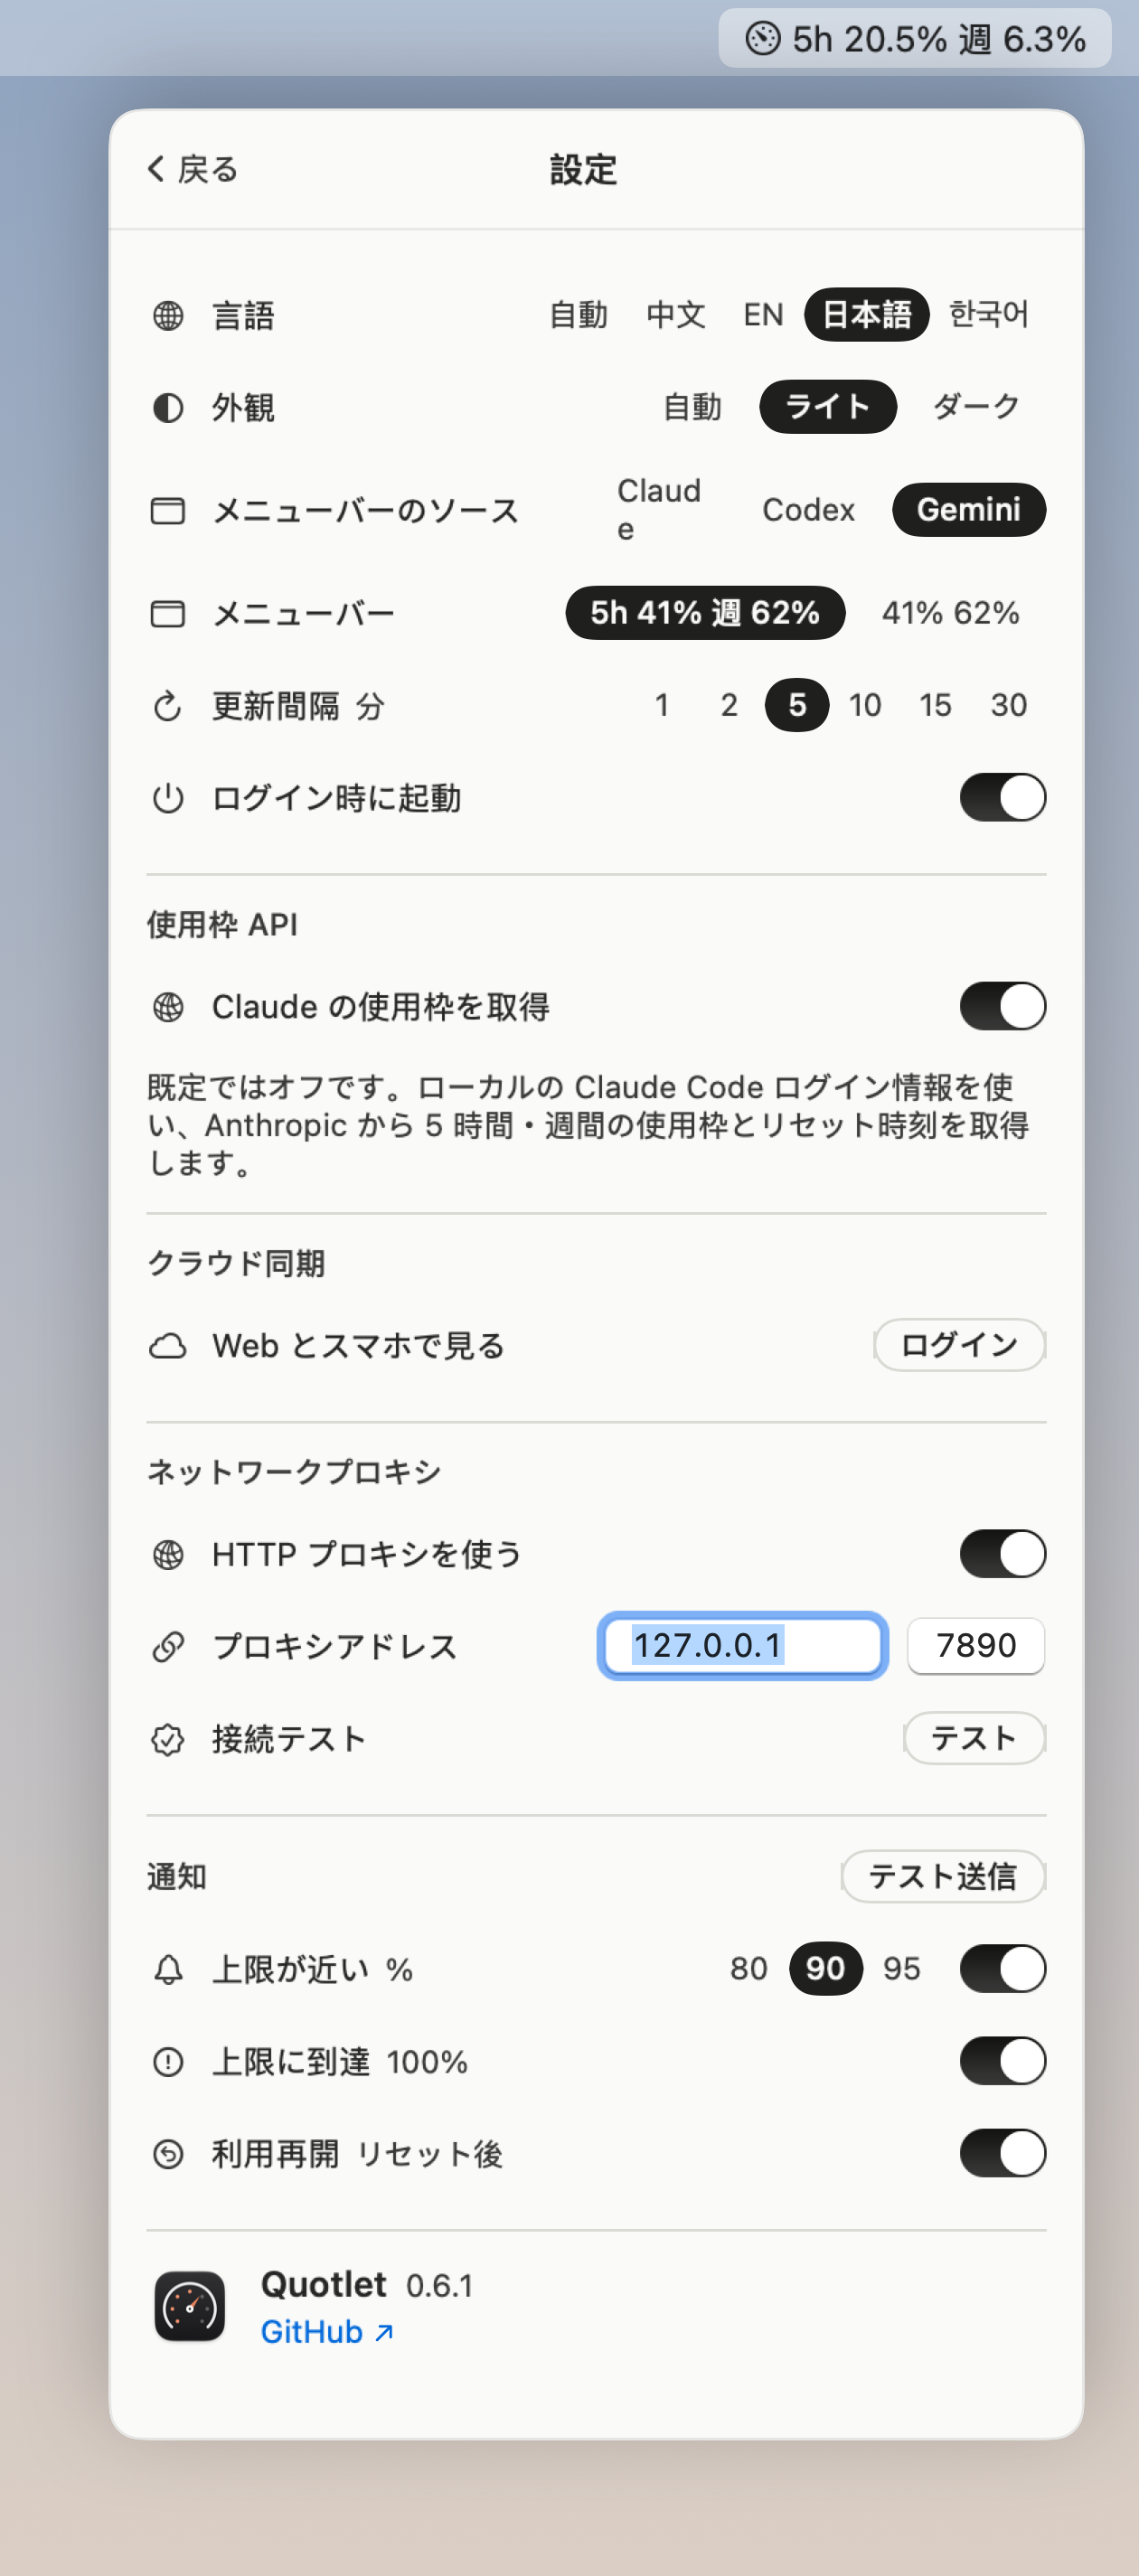 5h 20.5% 週 6.3%
戻る 設定
言語 自動 中文 EN 日本語 한국어
外観 自動 ライト ダーク
メニューバーのソース Claud
e Codex Gemini
メニューバー 5h 41% 週 62% 41% 62%
更新間隔 分 1 2 5 10 15 30
ログイン時に起動
使用枠 API
Claude の使用枠を取得
既定ではオフです。ローカルの Claude Code ログイン情報を使
い、Anthropic から 5 時間・週間の使用枠とリセット時刻を取得
します。
クラウド同期
Web とスマホで見る ログイン
ネットワークプロキシ
HTTP プロキシを使う
プロキシアドレス 127.0.0.1 7890
接続テスト テスト
通知 テスト送信
上限が近い % 80 90 95
上限に到達 100%
利用再開 リセット後
Quotlet 0.6.1
GitHub ↗